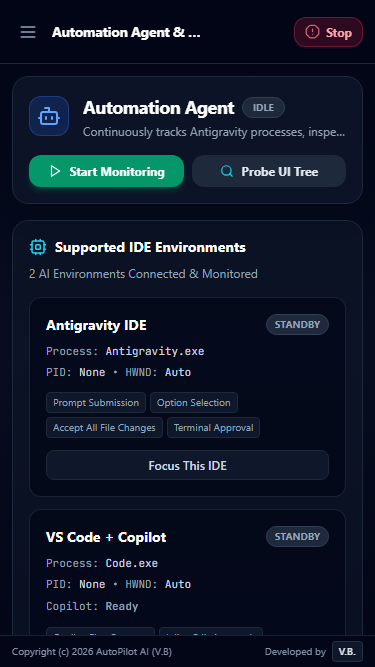 Automation Agent & ...
Stop
Automation Agent
IDLE
Continuously tracks Antigravity processes, inspe...
Start Monitoring
Probe UI Tree
Supported IDE Environments
2 AI Environments Connected & Monitored
Antigravity IDE
STANDBY
Process: Antigravity.exe
PID: None • HWND: Auto
Prompt Submission
Option Selection
Accept All File Changes
Terminal Approval
Focus This IDE
VS Code + Copilot
STANDBY
Process: Code.exe
PID: None • HWND: Auto
Copilot: Ready
Copyright (c) 2026 AutoPilot AI (V.B)
Developed by
V.B.